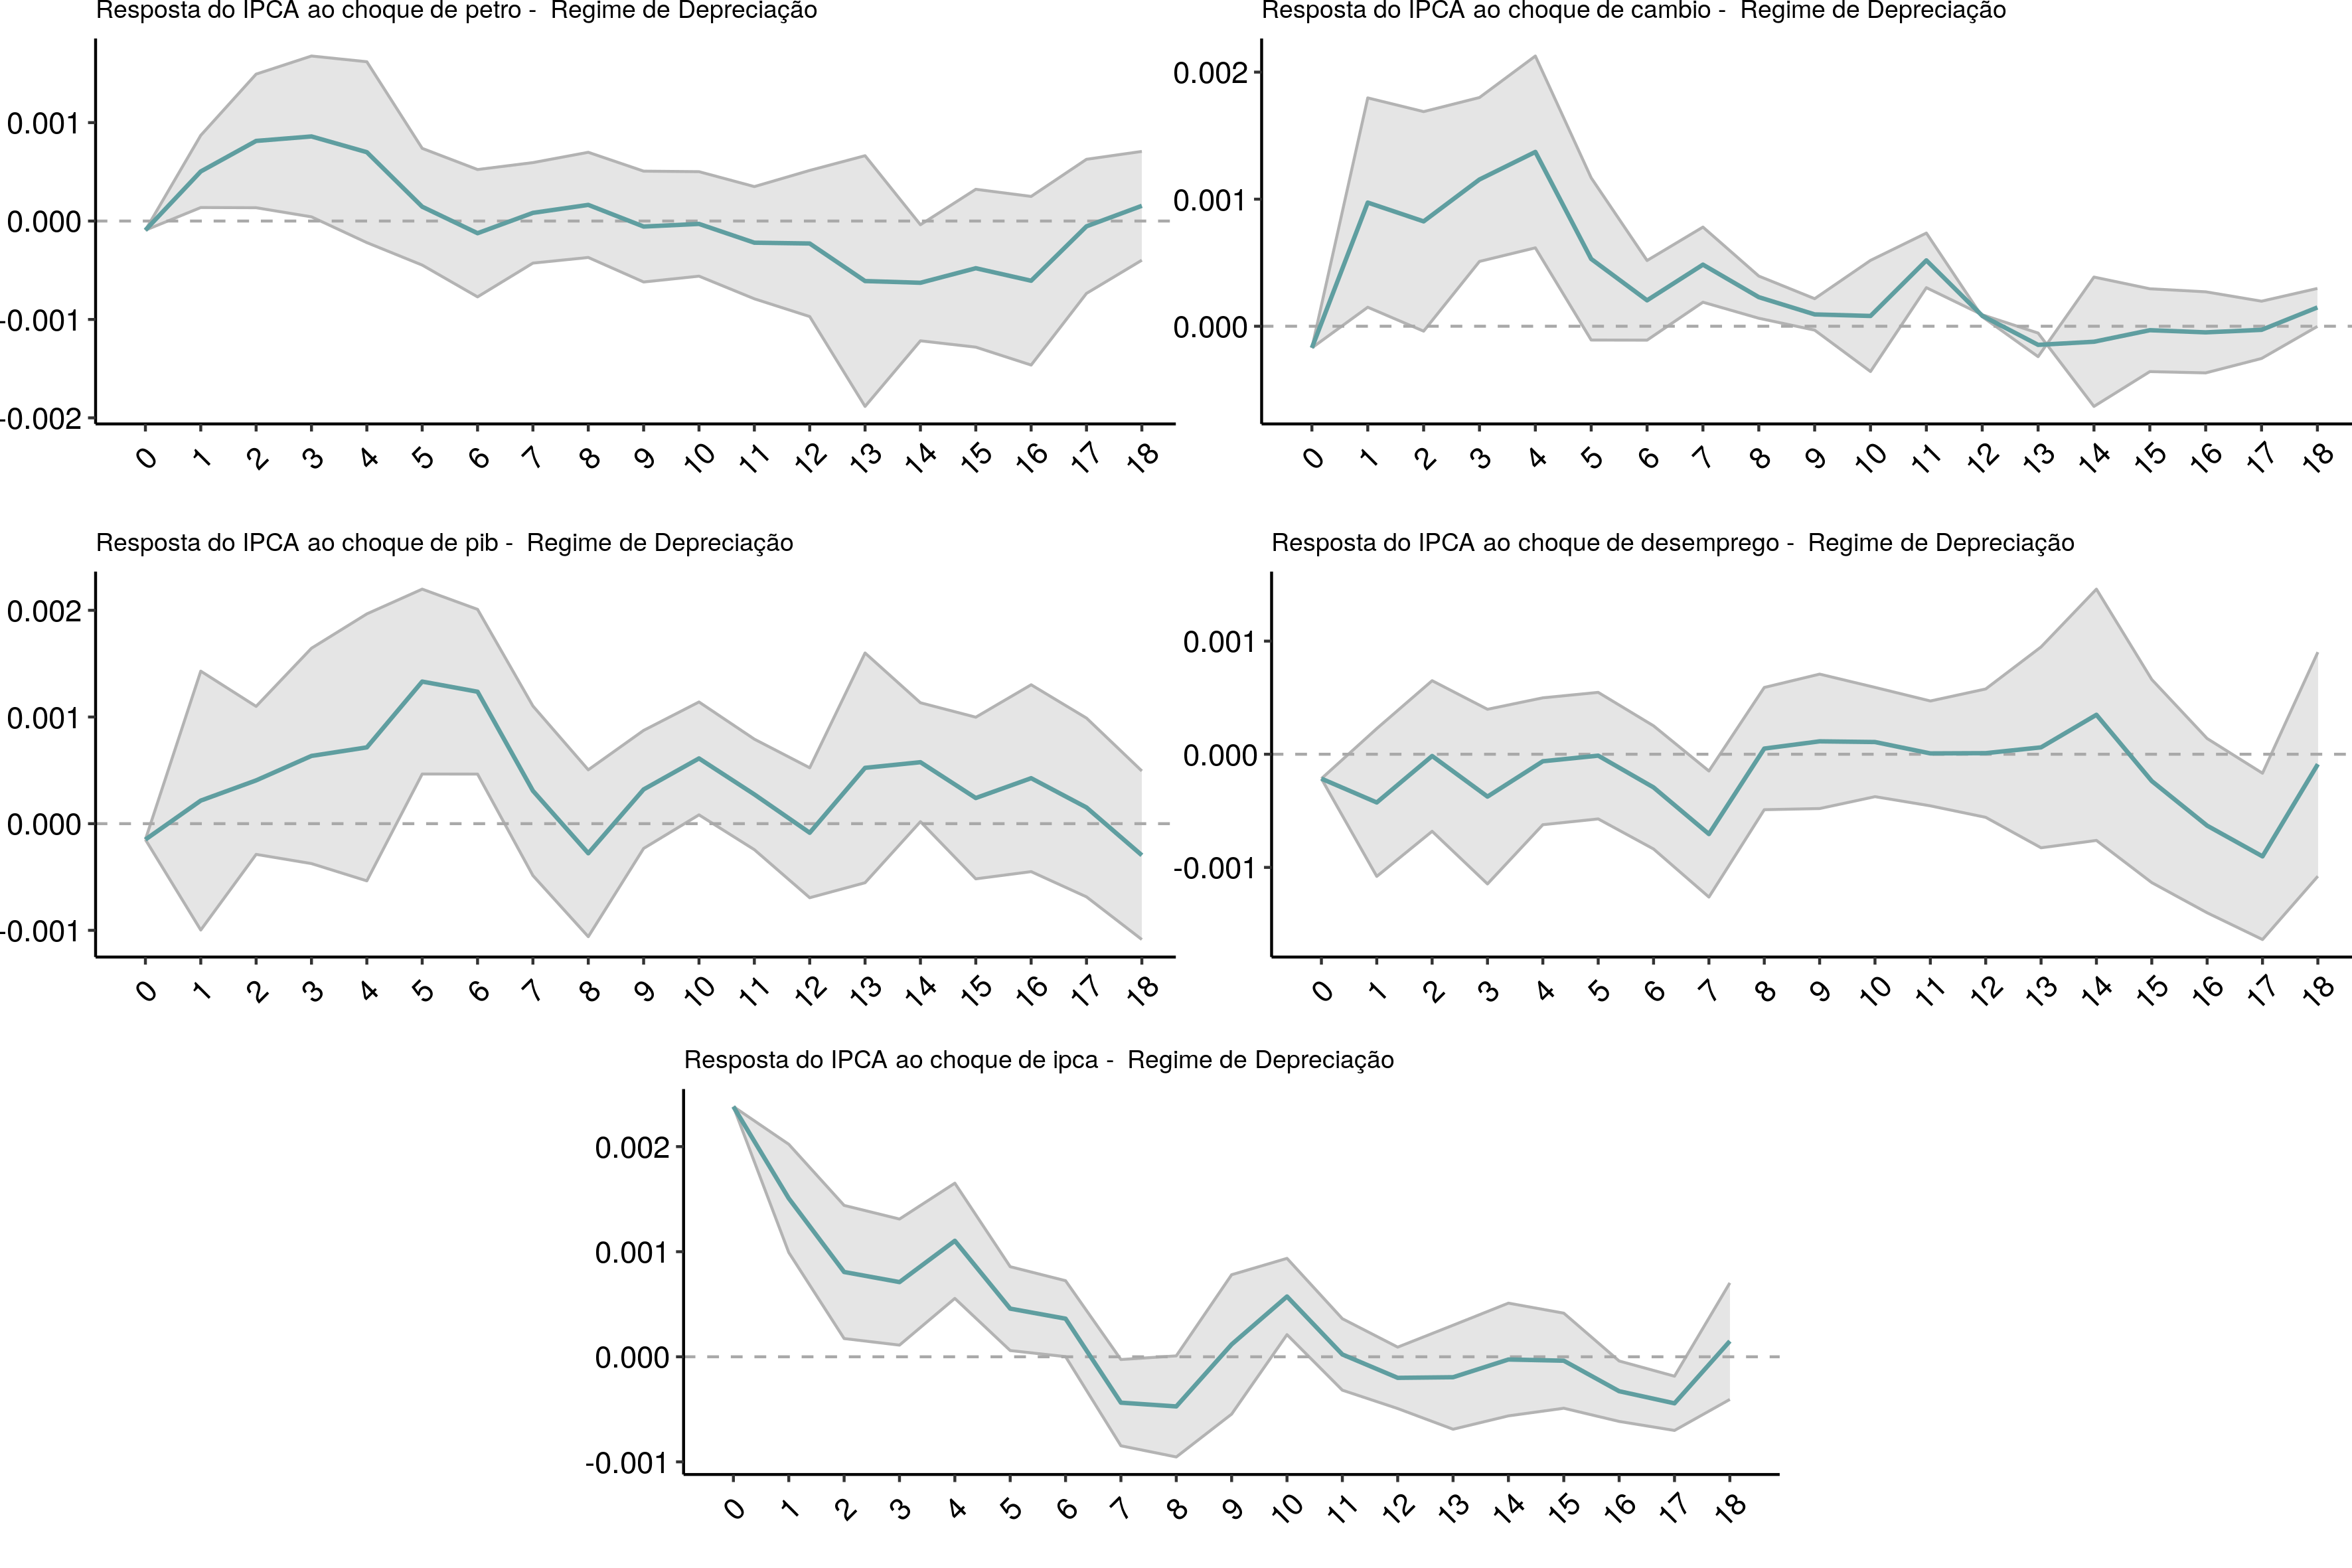 Resposta do IPCA ao choque de petro -  Regime de Depreciação
0.001
0.000
-0.001
-0.002
0 1 2 3 4 5 6 7 8 9 10 11 12 13 14 15 16 17 18
Resposta do IPCA ao choque de cambio -  Regime de Depreciação
0.002
0.001
0.000
0 1 2 3 4 5 6 7 8 9 10 11 12 13 14 15 16 17 18
Resposta do IPCA ao choque de pib -  Regime de Depreciação
0.002
0.001
0.000
-0.001
0 1 2 3 4 5 6 7 8 9 10 11 12 13 14 15 16 17 18
Resposta do IPCA ao choque de desemprego -  Regime de Depreciação
0.001
0.000
-0.001
0 1 2 3 4 5 6 7 8 9 10 11 12 13 14 15 16 17 18
Resposta do IPCA ao choque de ipca -  Regime de Depreciação
0.002
0.001
0.000
-0.001
0 1 2 3 4 5 6 7 8 9 10 11 12 13 14 15 16 17 18